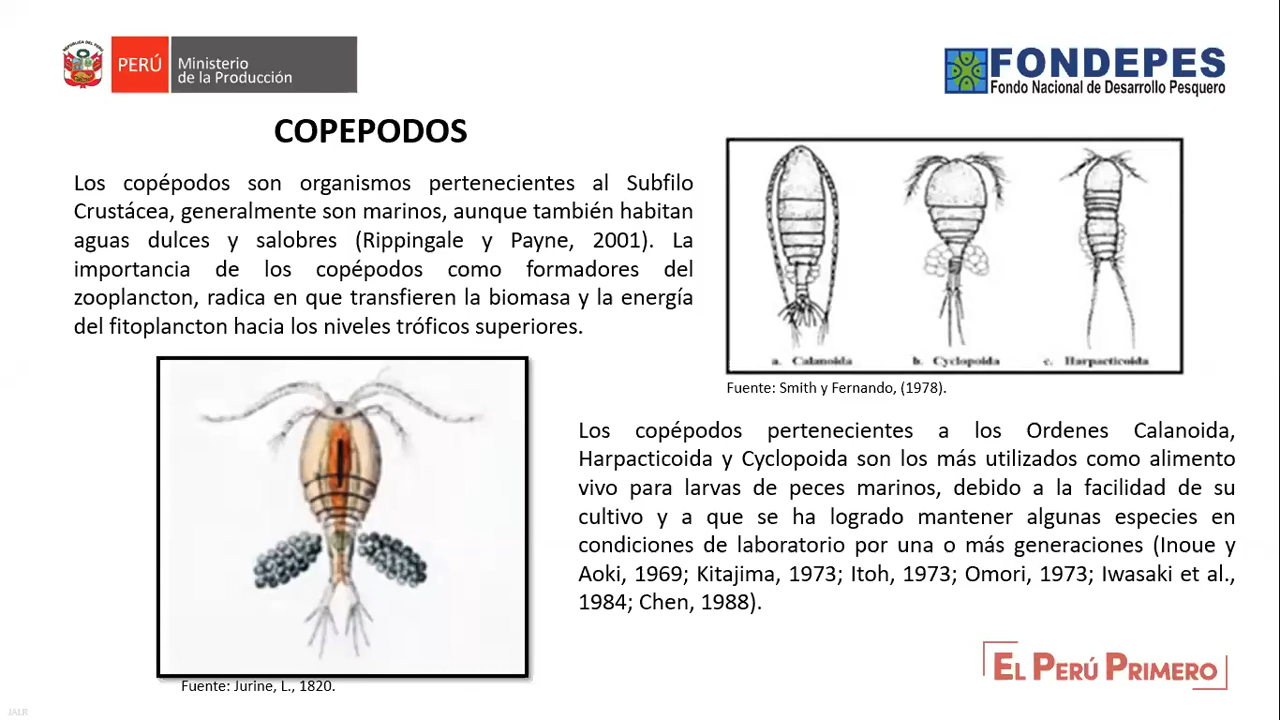 REPÚBLICA DEL PERÚ
PERÚ
Ministerio
de la Producción
FONDEPES
Fondo Nacional de Desarrollo Pesquero
COPEPODOS
Los copépodos son organismos pertenecientes al Subfilo
Crustácea, generalmente son marinos, aunque también habitan
aguas dulces y salobres (Rippingale y Payne, 2001). La
importancia de los copépodos como formadores del
zooplancton, radica en que transfieren la biomasa y la energía
del fitoplancton hacia los niveles tróficos superiores.
a. Calanoida
b. Cyclopoida
c. Harpacticoida
Fuente: Smith y Fernando, (1978).
Los copépodos pertenecientes a los Ordenes Calanoida,
Harpacticoida y Cyclopoida son los más utilizados como alimento
vivo para larvas de peces marinos, debido a la facilidad de su
cultivo y a que se ha logrado mantener algunas especies en
condiciones de laboratorio por una o más generaciones (Inoue y
Aoki, 1969; Kitajima, 1973; Itoh, 1973; Omori, 1973; Iwasaki et al.,
1984; Chen, 1988).
Fuente: Jurine, L., 1820.
EL PERÚ PRIMERO
JALR